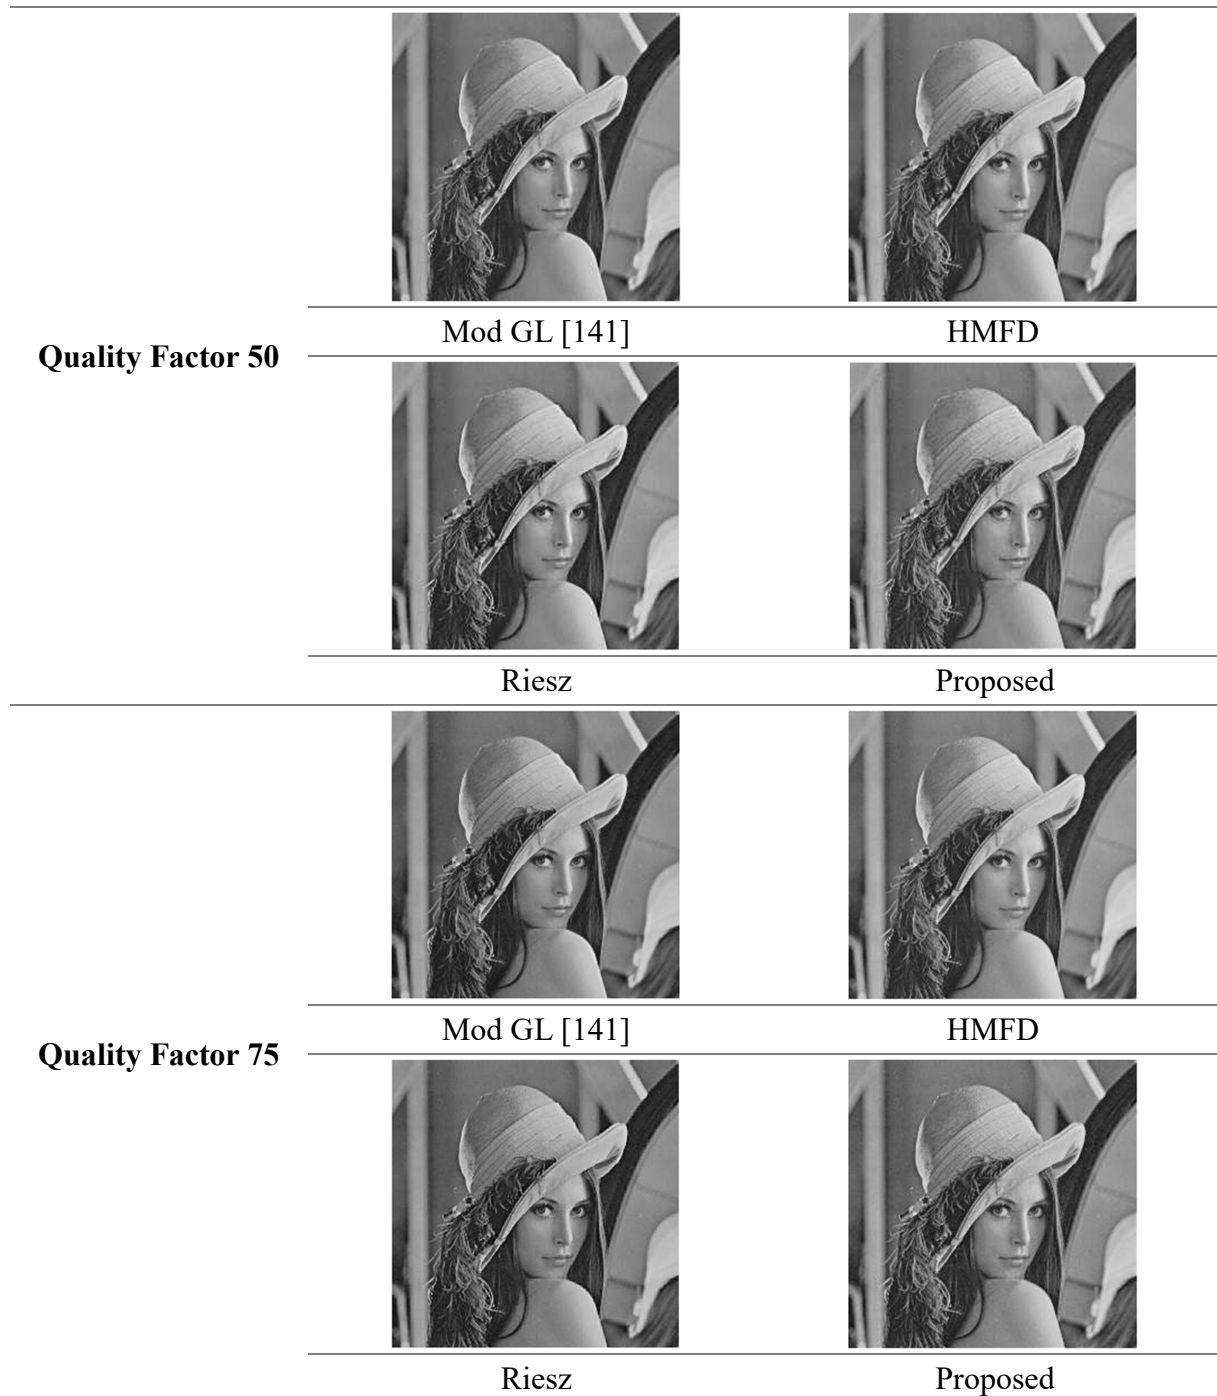 Mod GL [141]
HMFD
Quality Factor 50
Riesz
Proposed
Mod GL [141]
HMFD
Quality Factor 75
Riesz
Proposed